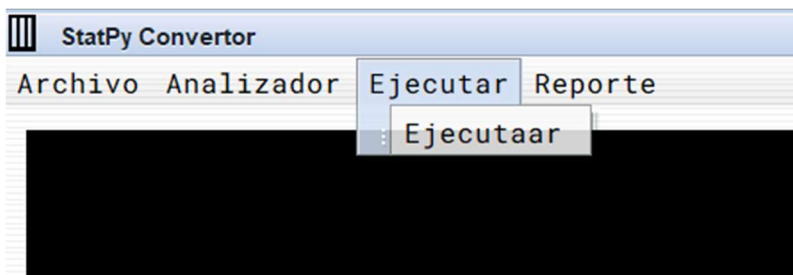 StatPy Convertor
Archivo Analizador Ejecutar Reporte
Ejecutaar